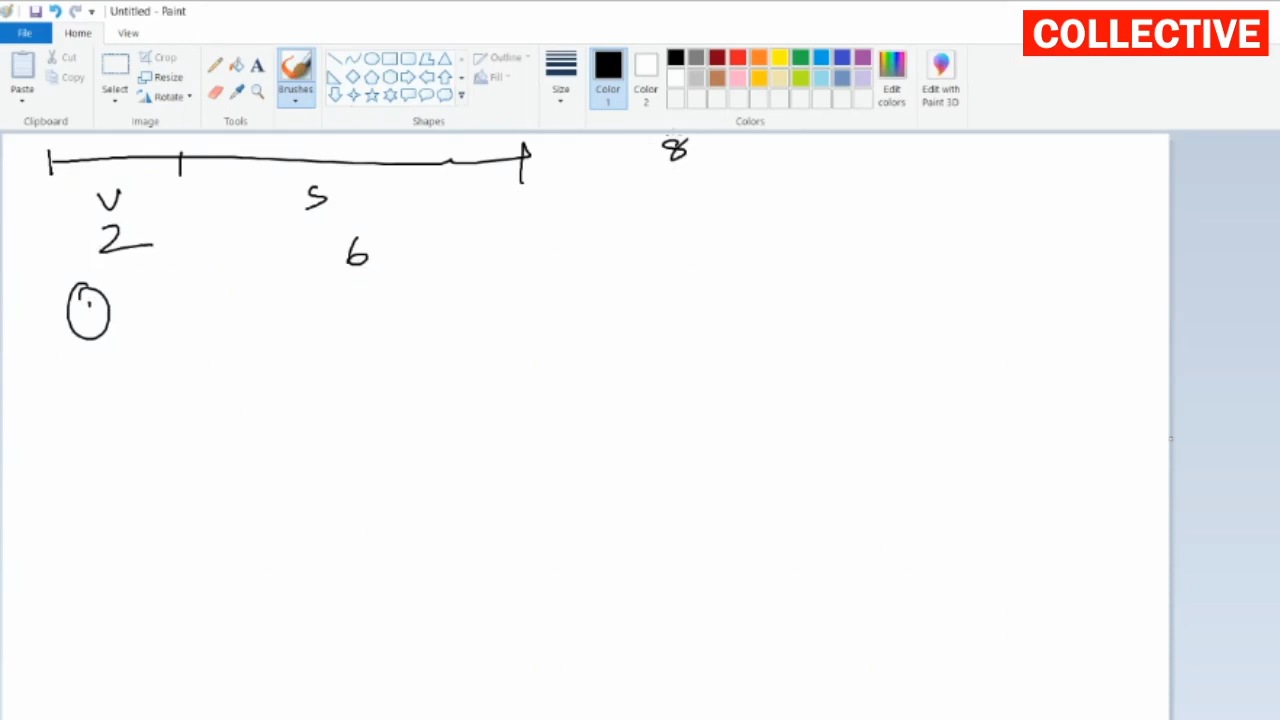 Untitled - Paint
COLLECTIVE
File Home View
Paste
Cut
Copy
Clipboard
Select
Crop
Resize
Rotate
Image
A
Tools
Brushes
Shapes
Outline
Fill
Size
Color 1
Color 2
Edit colors
Edit with Paint 3D
Colors
8
V S
2 6